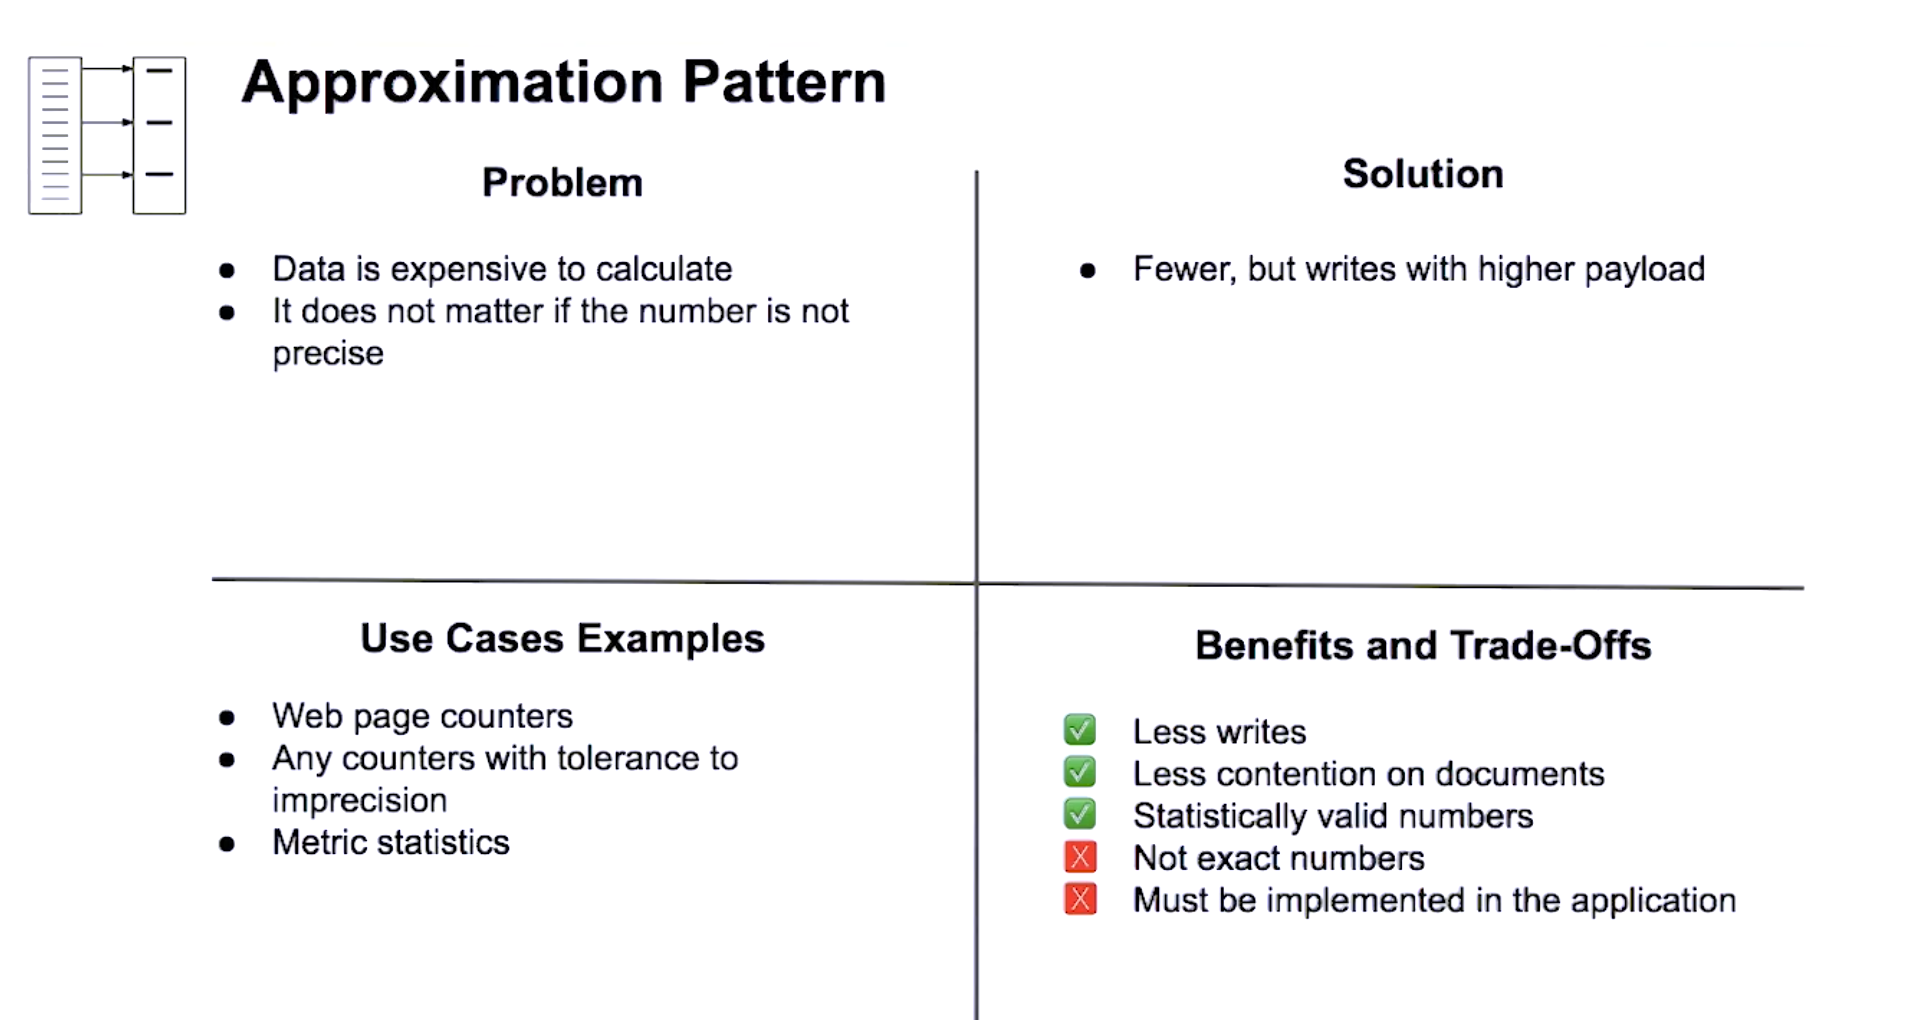 Approximation Pattern
Problem
Data is expensive to calculate
It does not matter if the number is not
precise
Solution
Fewer, but writes with higher payload
Use Cases Examples
Web page counters
Any counters with tolerance to
imprecision
Metric statistics
Benefits and Trade-Offs
Less writes
Less contention on documents
Statistically valid numbers
Not exact numbers
Must be implemented in the application